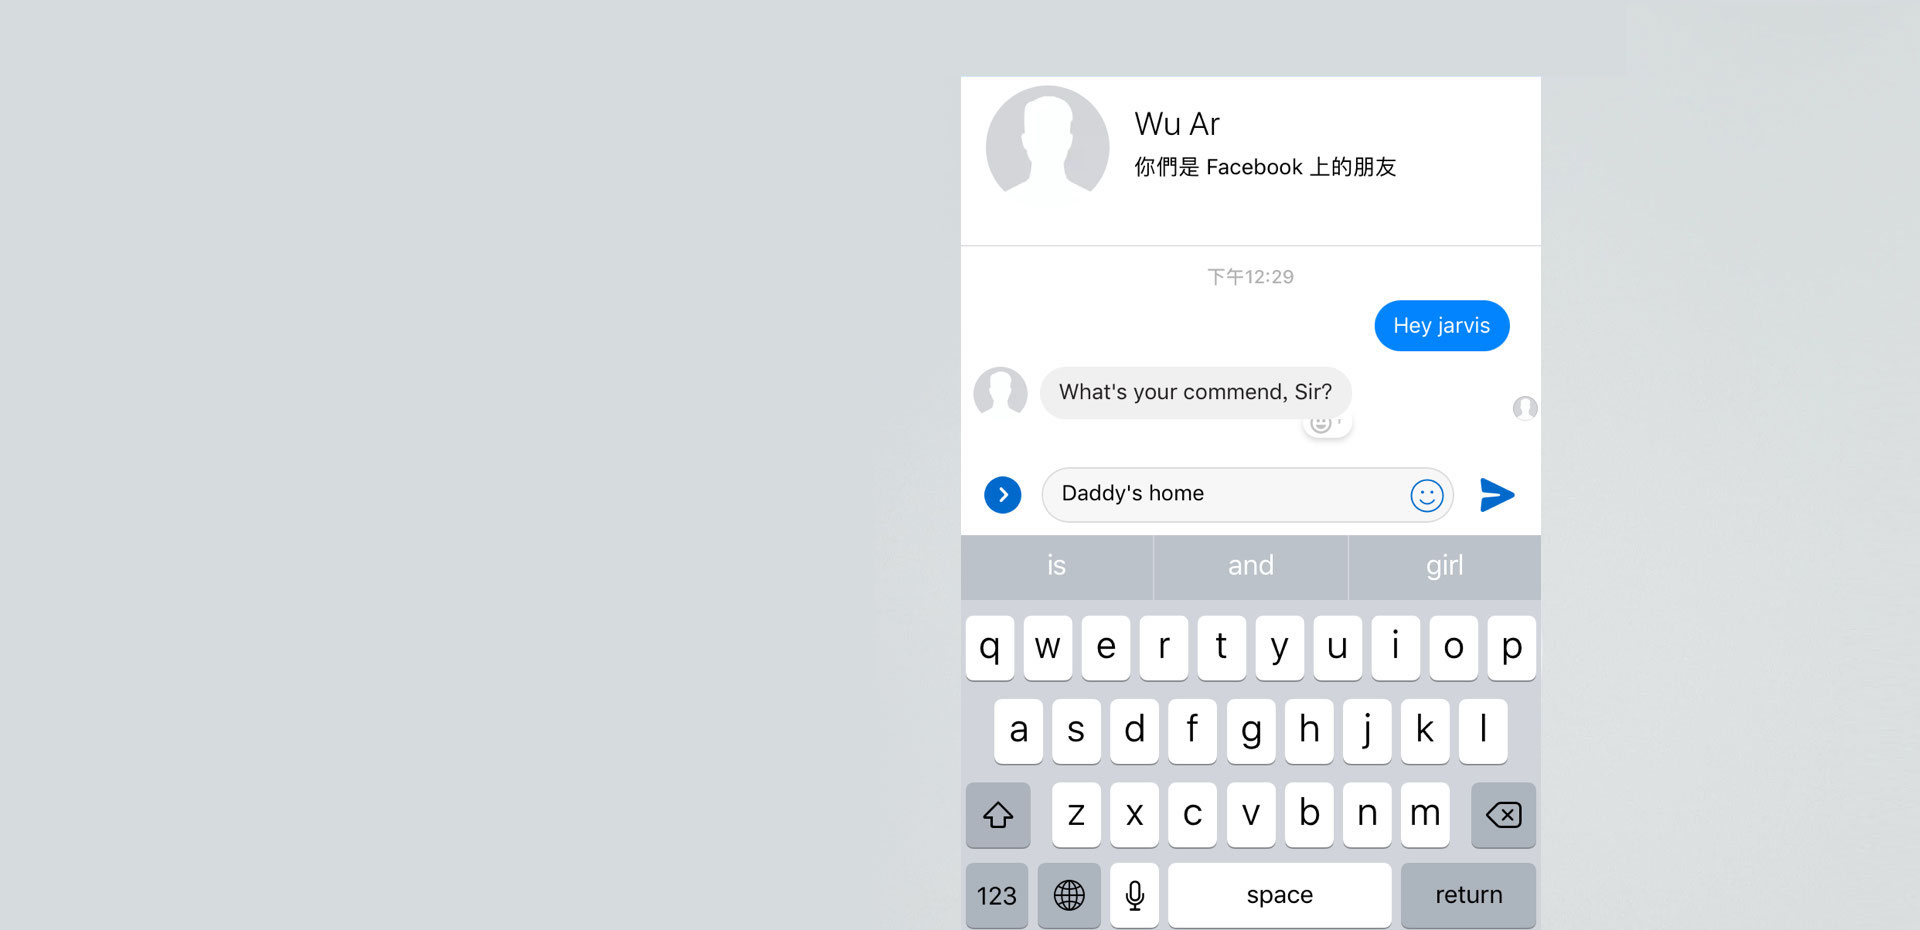 Wu Ar
你們是 Facebook 上的朋友
下午12:29
Hey jarvis
What's your commend, Sir?
Daddy's home
is and girl
q w e r t y u i o p
a s d f g h j k l
z x c v b n m
123 space return